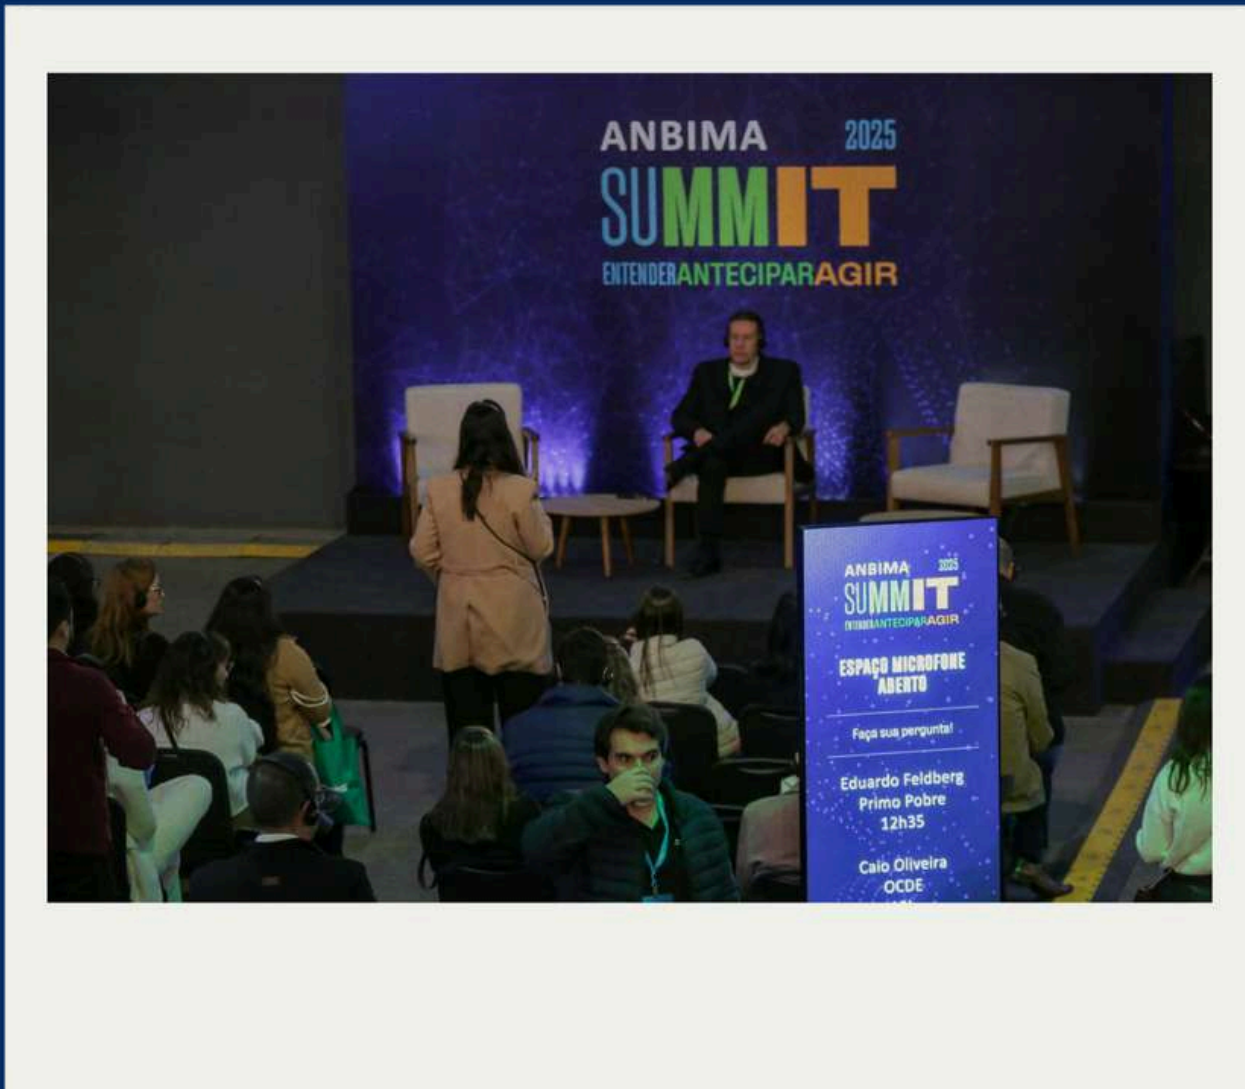 ANBIMA 2025
SUMMIT
ENTENDERANTECIPARAGIR
ANBIMA 2025
SUMMIT
ENTENDERANTECIPARAGIR
ESPAÇO MICROFONE
ABERTO
Faça sua pergunta!
Eduardo Feldberg
Primo Pobre
12h35
Caio Oliveira
OCDE